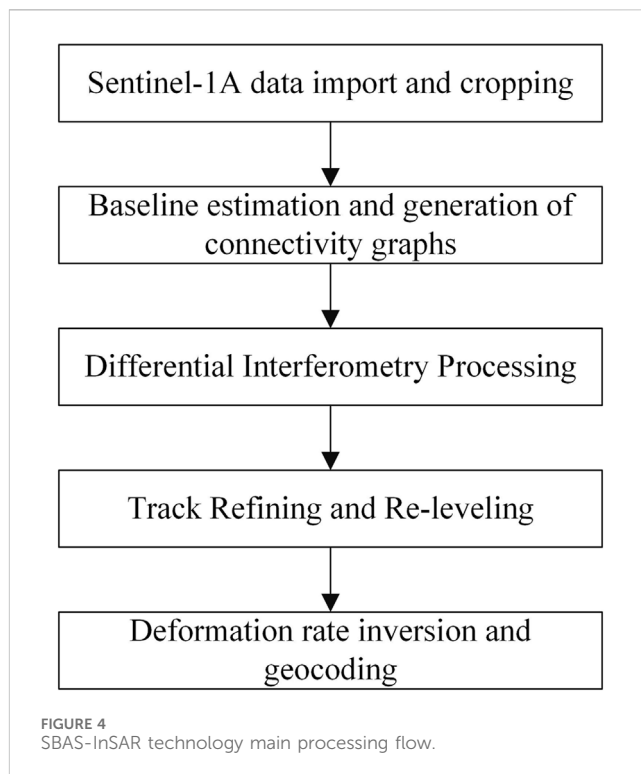 Sentinel-1A data import and cropping
Baseline estimation and generation of
connectivity graphs
Differential Interferometry Processing
Track Refining and Re-leveling
Deformation rate inversion and
geocoding
FIGURE 4
SBAS-InSAR technology main processing flow.